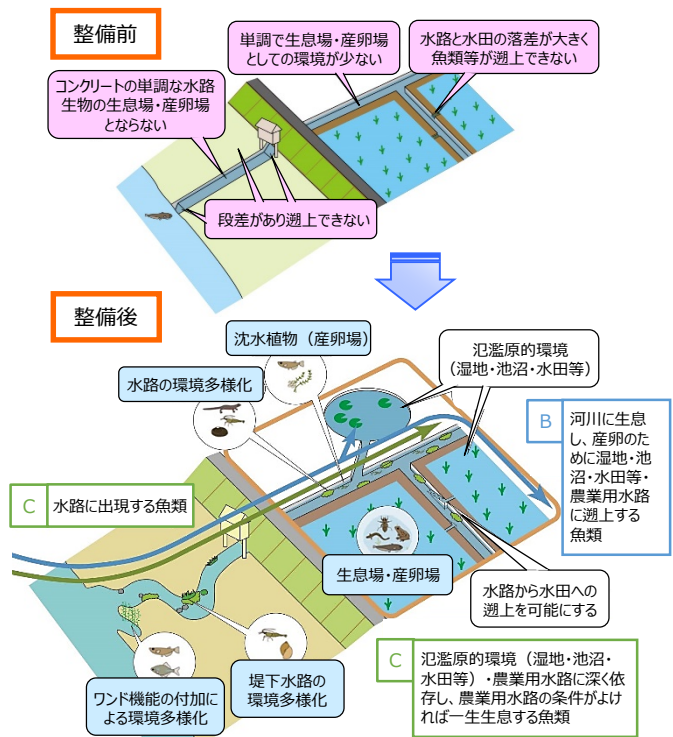 整備前
単調で生息場・産卵場
としての環境が少ない
水路と水田の落差が大きく
魚類等が遡上できない
コンクリートの単調な水路
生物の生息場・産卵場
とならない
段差があり遡上できない
整備後
沈水植物（産卵場）
氾濫原的環境
（湿地・池沼・水田等）
水路の環境多様化
B
河川に生息
し、産卵のた
めに湿地・池
沼・水田等・
農業用水路
に遡上する
魚類
C 水路に出現する魚類
生息場・産卵場
水路から水田への
遡上を可能にする
ワンド機能の付加に
よる環境多様化
堤下水路の
環境多様化
C
氾濫原的環境（湿地・池沼・
水田等）・農業用水路に深く依
存し、農業用水路の条件がよけ
れば一生生息する魚類